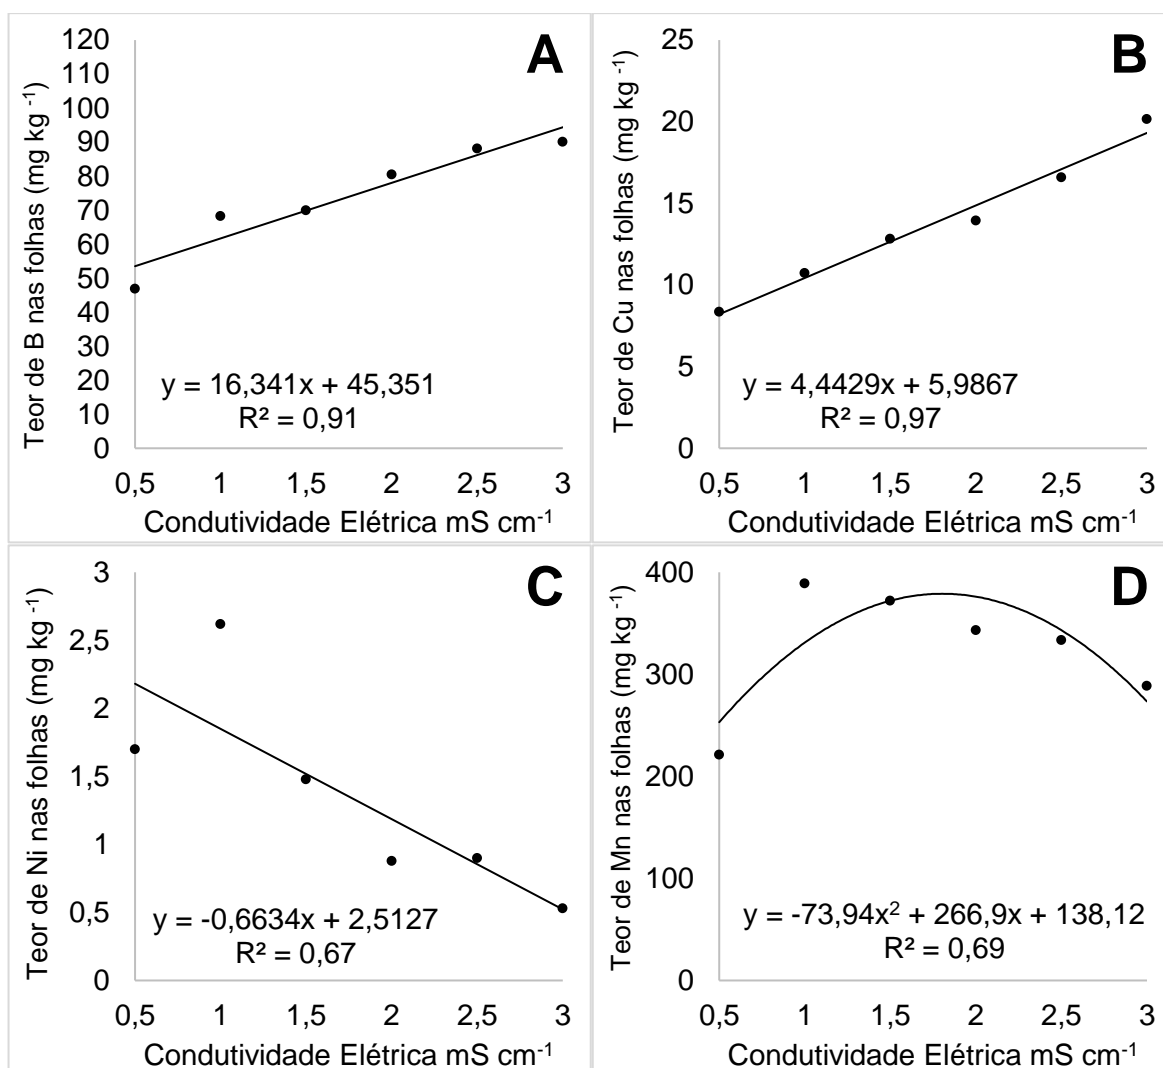 A
Teor de B nas folhas (mg kg ⁻¹)
120
110
100
90
80
70
60
50
40
30
20
10
0
y = 16,341x + 45,351
R² = 0,91
0,5 1 1,5 2 2,5 3
Condutividade Elétrica mS cm⁻¹
B
Teor de Cu nas folhas (mg kg ⁻¹)
25
20
15
10
5
0
y = 4,4429x + 5,9867
R² = 0,97
0,5 1 1,5 2 2,5 3
Condutividade Elétrica mS cm⁻¹
C
Teor de Ni nas folhas (mg kg ⁻¹)
3
2,5
2
1,5
1
0,5
0
y = -0,6634x + 2,5127
R² = 0,67
0,5 1 1,5 2 2,5 3
Condutividade Elétrica mS cm⁻¹
D
Teor de Mn nas folhas (mg kg ⁻¹)
400
300
200
100
0
y = -73,94x² + 266,9x + 138,12
R² = 0,69
0,5 1 1,5 2 2,5 3
Condutividade Elétrica mS cm⁻¹